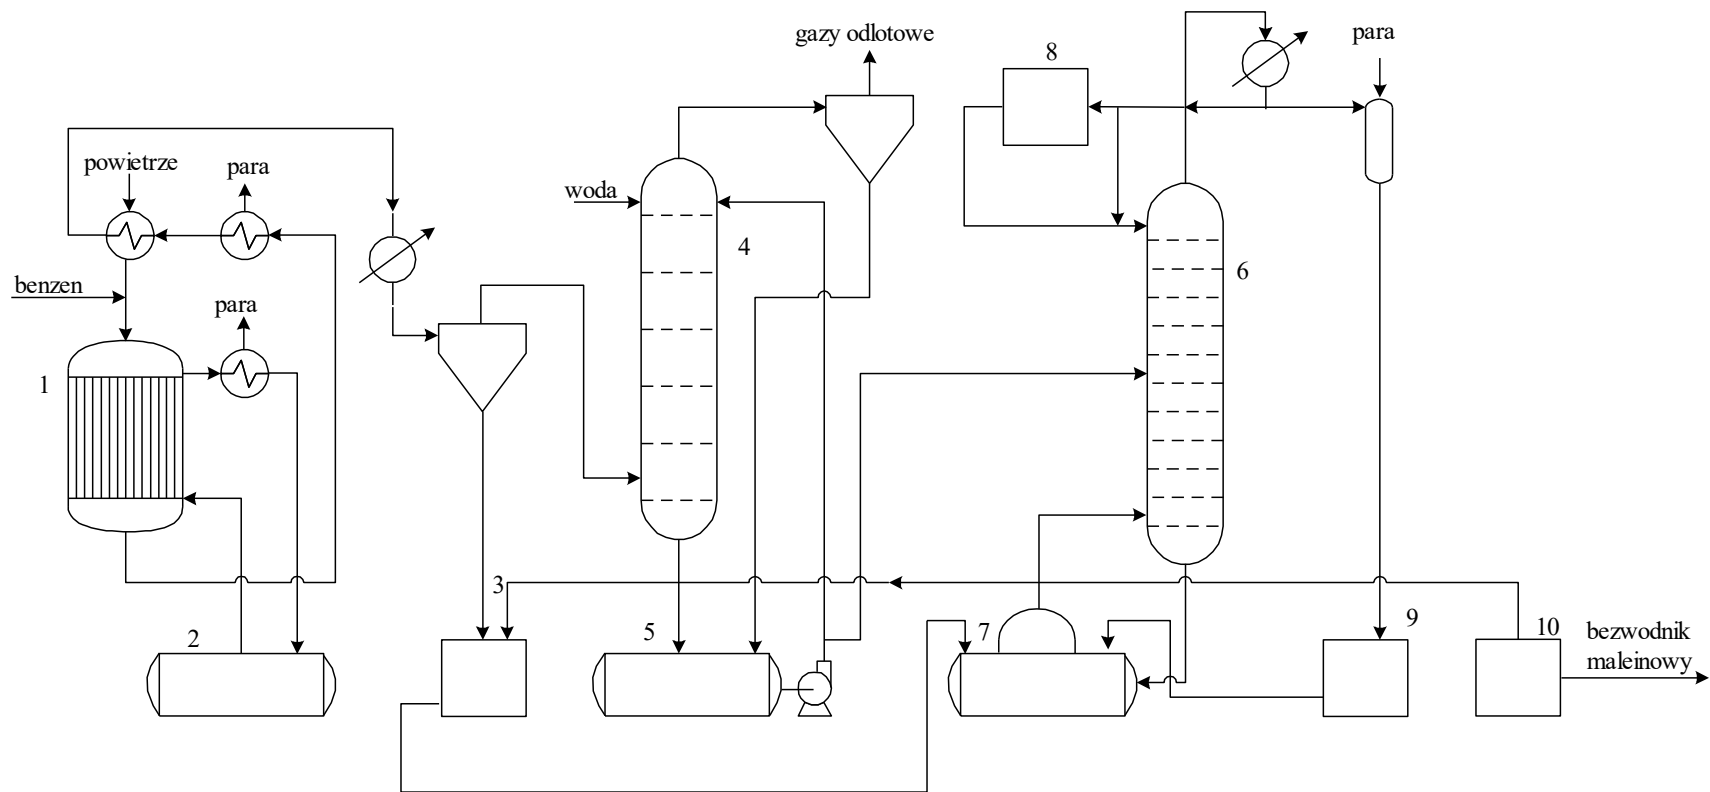 gazy odlotowe
8
para
powietrze
para
woda
4
6
benzen
para
1
3
2
5
7
9
10
bezwodnik
maleinowy